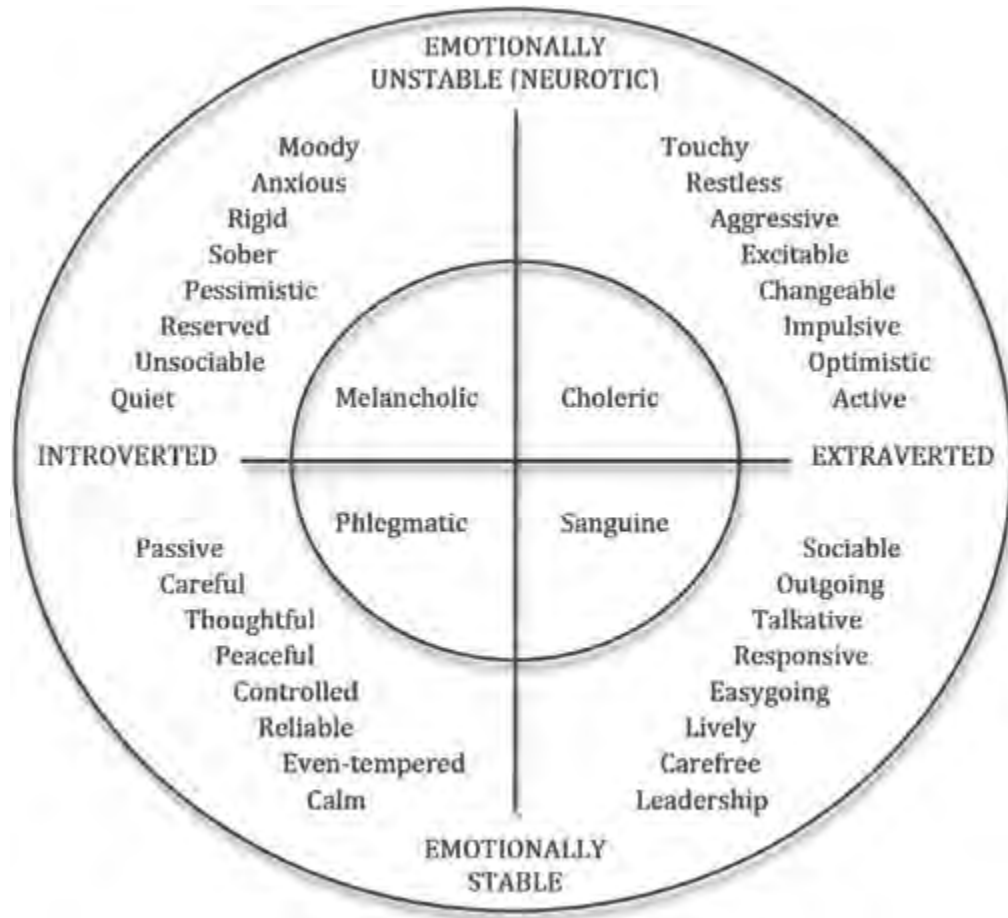 EMOTIONALLY
UNSTABLE (NEUROTIC)
Moody
Anxious
Rigid
Sober
Pessimistic
Reserved
Unsociable
Quiet
Touchy
Restless
Aggressive
Excitable
Changeable
Impulsive
Optimistic
Active
Melancholic
Choleric
INTROVERTED
EXTRAVERTED
Phlegmatic
Sanguine
Passive
Careful
Thoughtful
Peaceful
Controlled
Reliable
Even-tempered
Calm
Sociable
Outgoing
Talkative
Responsive
Easygoing
Lively
Carefree
Leadership
EMOTIONALLY
STABLE